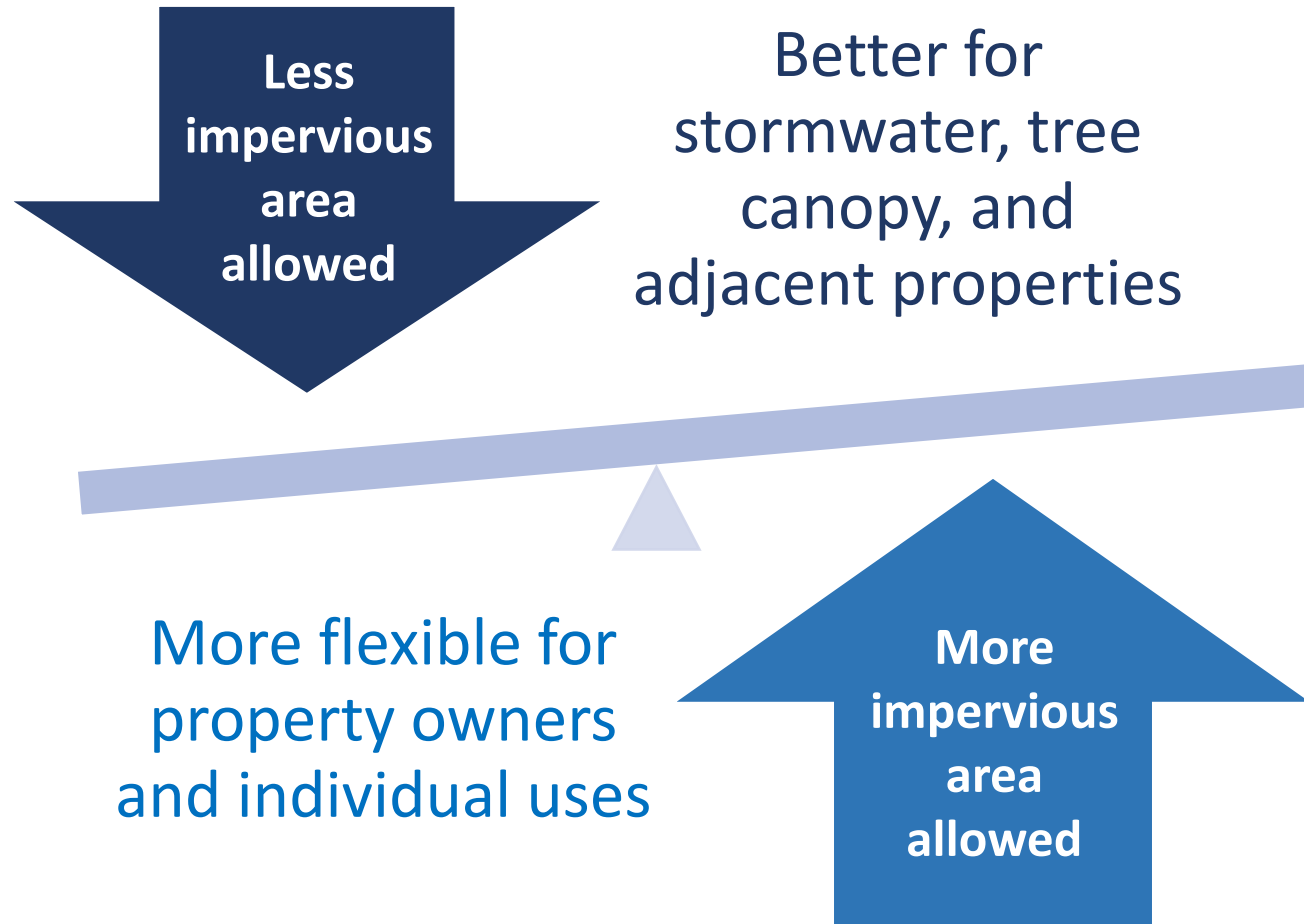 Less
impervious
area
allowed
Better for
stormwater, tree
canopy, and
adjacent properties
More flexible for
property owners
and individual uses
More
impervious
area
allowed